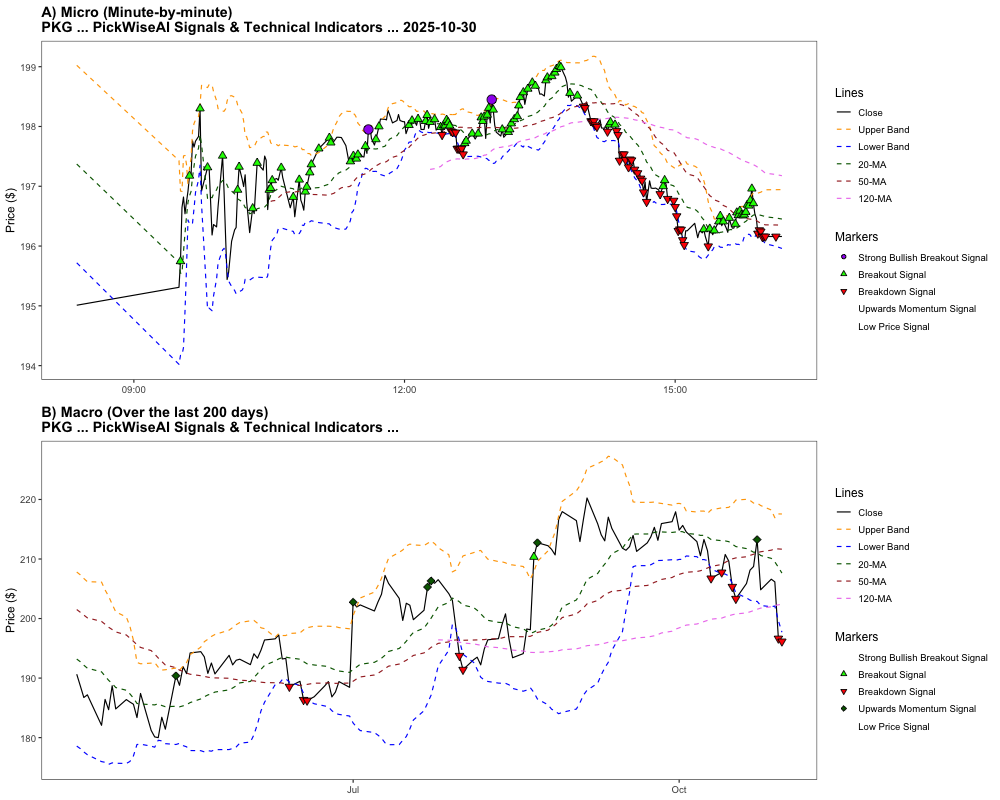 A) Micro (Minute-by-minute)
PKG ... PickWiseAI Signals & Technical Indicators ... 2025-10-30
Price ($)
199
198
197
196
195
194
09:00
12:00
15:00
Lines
Close
Upper Band
Lower Band
20-MA
50-MA
120-MA
Markers
Strong Bullish Breakout Signal
Breakout Signal
Breakdown Signal
Upwards Momentum Signal
Low Price Signal
B) Macro (Over the last 200 days)
PKG ... PickWiseAI Signals & Technical Indicators ...
Price ($)
220
210
200
190
180
Jul
Oct
Lines
Close
Upper Band
Lower Band
20-MA
50-MA
120-MA
Markers
Strong Bullish Breakout Signal
Breakout Signal
Breakdown Signal
Upwards Momentum Signal
Low Price Signal